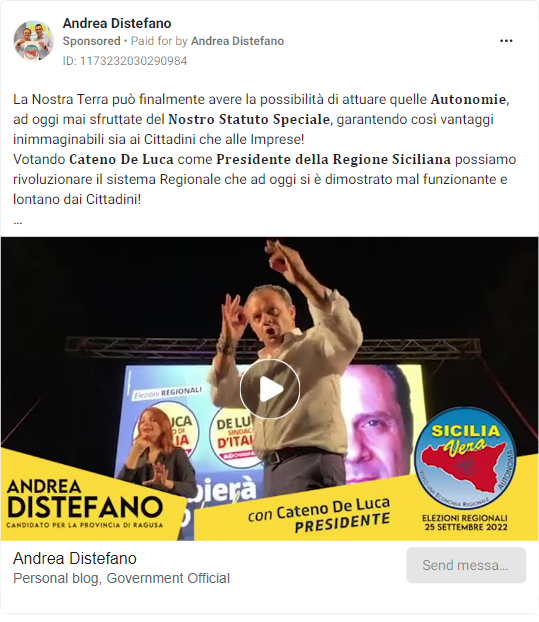 Andrea Distefano
Sponsored • Paid for by Andrea Distefano
ID: 1173232030290984
La Nostra Terra può finalmente avere la possibilità di attuare quelle Autonomie,
ad oggi mai sfruttate del Nostro Statuto Speciale, garantendo così vantaggi
inimmaginabili sia ai Cittadini che alle Imprese!
Votando Cateno De Luca come Presidente della Regione Siciliana possiamo
rivoluzionare il sistema Regionale che ad oggi si è dimostrato mal funzionante e
lontano dai Cittadini!
...
Elezioni REGIONALI
DE LU
SINDACO
D'ITA
SICILIA
Vera
AUTONOMIA
ANDREA
DISTEFANO
CANDIDATO PER LA PROVINCIA DI RAGUSA
con Cateno De Luca
PRESIDENTE
ELEZIONI REGIONALI
25 SETTEMBRE 2022
Andrea Distefano
Personal blog, Government Official
Send messa...